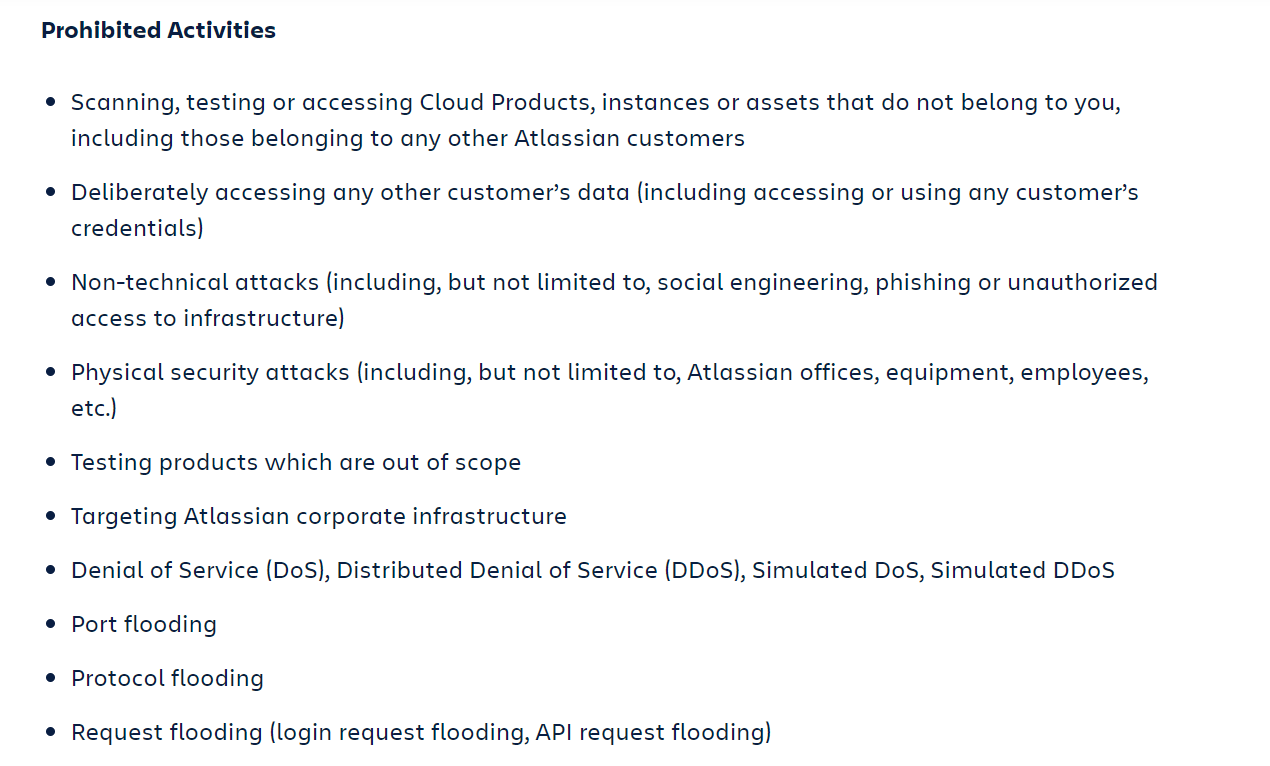 Prohibited Activities
• Scanning, testing or accessing Cloud Products, instances or assets that do not belong to you,
including those belonging to any other Atlassian customers
• Deliberately accessing any other customer’s data (including accessing or using any customer’s
credentials)
• Non-technical attacks (including, but not limited to, social engineering, phishing or unauthorized
access to infrastructure)
• Physical security attacks (including, but not limited to, Atlassian offices, equipment, employees,
etc.)
• Testing products which are out of scope
• Targeting Atlassian corporate infrastructure
• Denial of Service (DoS), Distributed Denial of Service (DDoS), Simulated DoS, Simulated DDoS
• Port flooding
• Protocol flooding
• Request flooding (login request flooding, API request flooding)